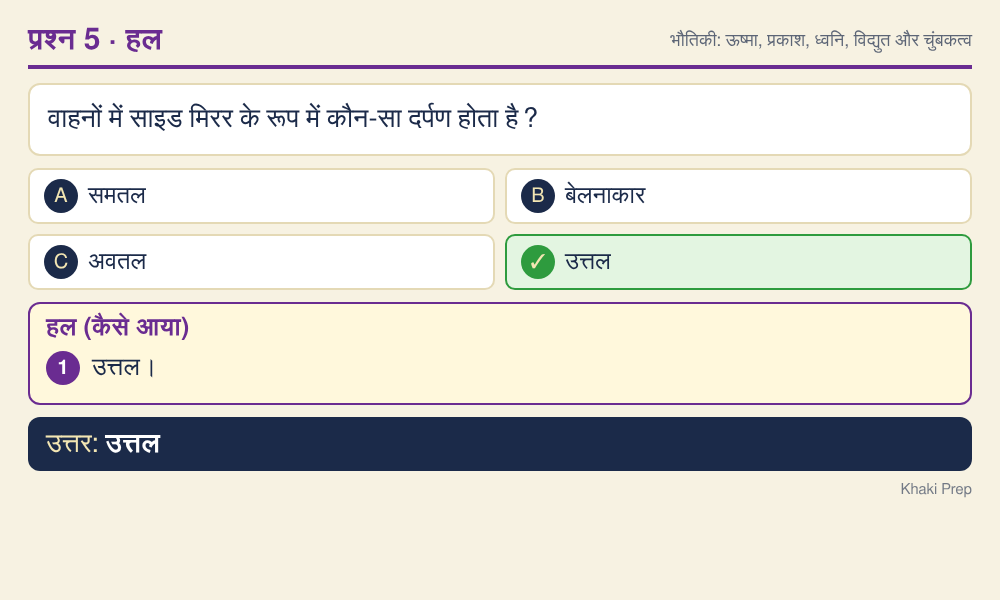 प्रश्न 5 · हल
भौतिकी: ऊष्मा, प्रकाश, ध्वनि, विद्युत और चुंबकत्व
वाहनों में साइड मिरर के रूप में कौन-सा दर्पण होता है ?
A समतल
B बेलनाकार
C अवतल
✓ उत्तल
हल (कैसे आया)
1 उत्तल।
उत्तर: उत्तल
Khaki Prep